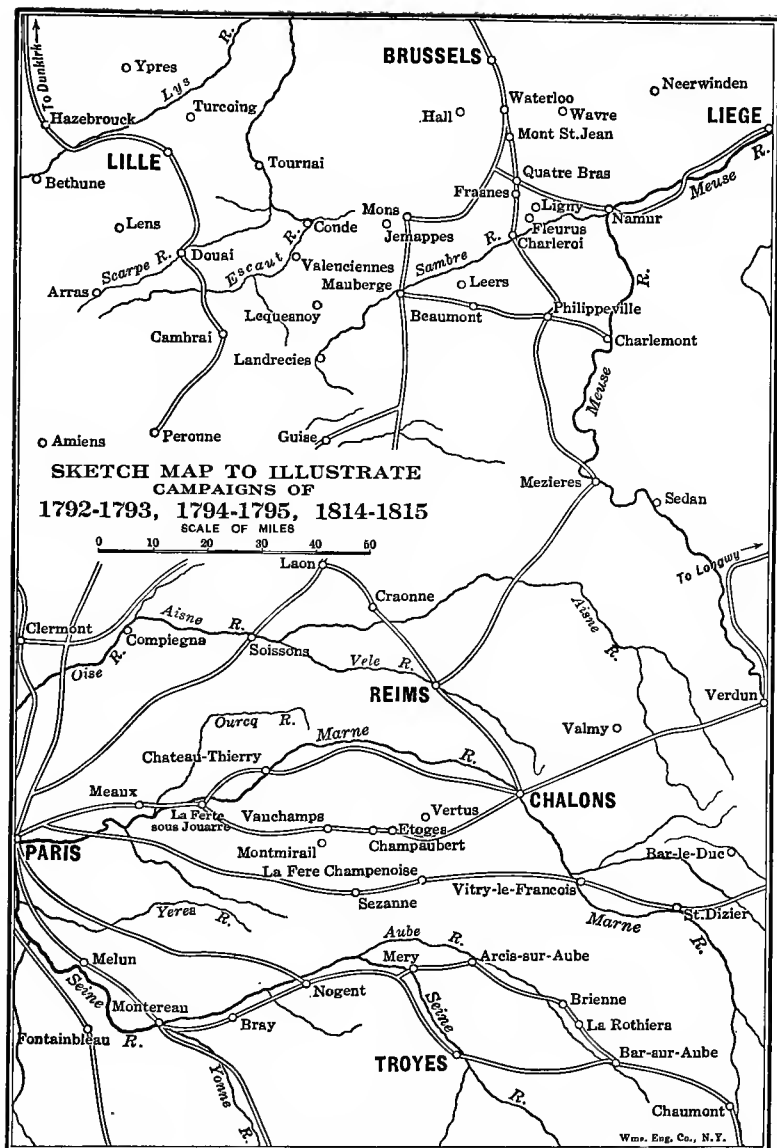 To Dunkirk
Ypres
Lys
R.
Turcoing
Hazebrouck
LILLE
Bethune
Tournai
Lens
Scarpe R.
Douai
Arras
Escaut R.
Conde
Valenciennes
Lequeanoy
Cambrai
Landrecies
Peronne
Amiens
Guise
BRUSSELS
Neerwinden
Waterloo
Hall
Wavre
LIEGE
Mont St. Jean
Quatre Bras
Meuse R.
Frasnes
Ligny
Mons
Jemappes
Fleurus
Namur
Charleroi
Sambre R.
Mauberge
Leers
Beaumont
Philippeville
R.
Charlemont
Meuse
Mezieres
Sedan
SKETCH MAP TO ILLUSTRATE
CAMPAIGNS OF
1792-1793, 1794-1795, 1814-1815
SCALE OF MILES
0 10 20 30 40 50
To Longwy
Laon
Craonne
Clermont
Aisne R.
Compiegne
Soissons
Oise R.
Vele R.
Aisne R.
REIMS
Verdun
Ourcq R.
Valmy
Marne R.
Chateau-Thierry
Meaux
La Ferte
sous Jouarre
Vauchamps
Vertus
CHALONS
Etoges
Champaubert
Montmirail
PARIS
Bar-le-Duc
La Fere Champenoise
Vitry-le-Francois
Sezanne
St. Dizier
Marne R.
Yerea R.
Aube R.
Melun
Mery
Arcis-sur-Aube
Seine R.
Montereau
Nogent
Brienne
Bray
Seine R.
La Rothiera
Fontainbleau
TROYES
Bar-sur-Aube
Yonne R.
Chaumont
Wms. Eng. Co., N.Y.